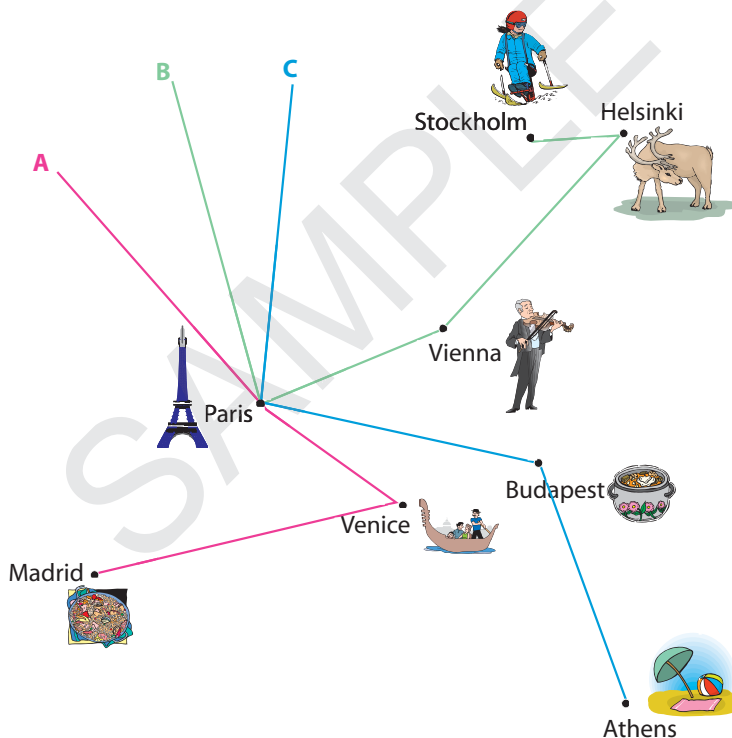 B
C
A
Stockholm
Helsinki
Vienna
Paris
Budapest
Venice
Madrid
Athens
SAMPLE